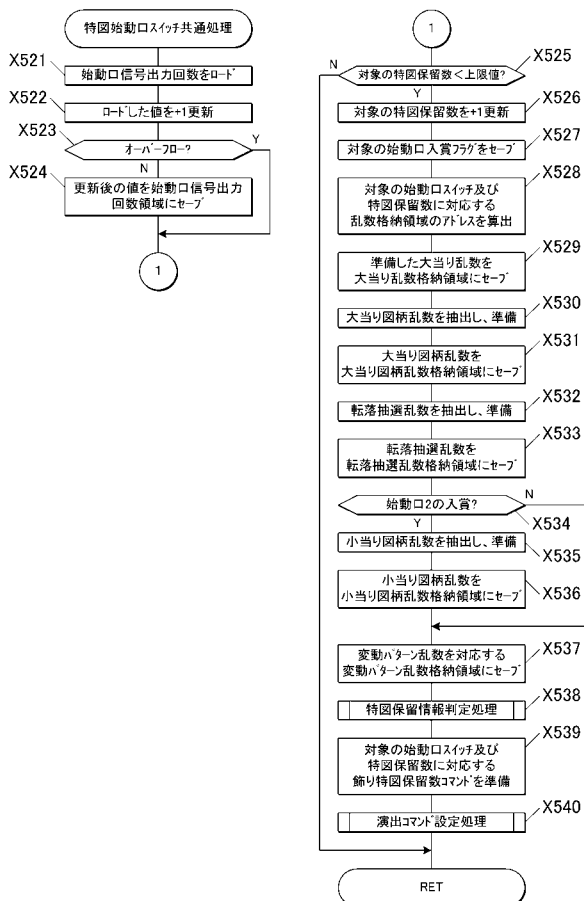 特図始動口スイッチ共通処理
X521
始動口信号出力回数をロード
X522
ロードした値を+1更新
X523
オーバーフロー?
Y
N
X524
更新後の値を始動口信号出力
回数領域にセーブ
1
1
X525
N
対象の特図保留数<上限値?
Y
X526
対象の特図保留数を+1更新
X527
対象の始動口入賞フラグをセーブ
X528
対象の始動口スイッチ及び
特図保留数に対応する
乱数格納領域のアドレスを算出
X529
準備した大当り乱数を
大当り乱数格納領域にセーブ
X530
大当り図柄乱数を抽出し、準備
X531
大当り図柄乱数を
大当り図柄乱数格納領域にセーブ
X532
転落抽選乱数を抽出し、準備
X533
転落抽選乱数を
転落抽選乱数格納領域にセーブ
始動口2の入賞?
N
X534
Y
小当り図柄乱数を抽出し、準備
X535
小当り図柄乱数を
小当り図柄乱数格納領域にセーブ
X536
X537
変動パターン乱数を対応する
変動パターン乱数格納領域にセーブ
X538
特図保留情報判定処理
X539
対象の始動口スイッチ及び
特図保留数に対応する
飾り特図保留数コマンドを準備
X540
演出コマンド設定処理
RET